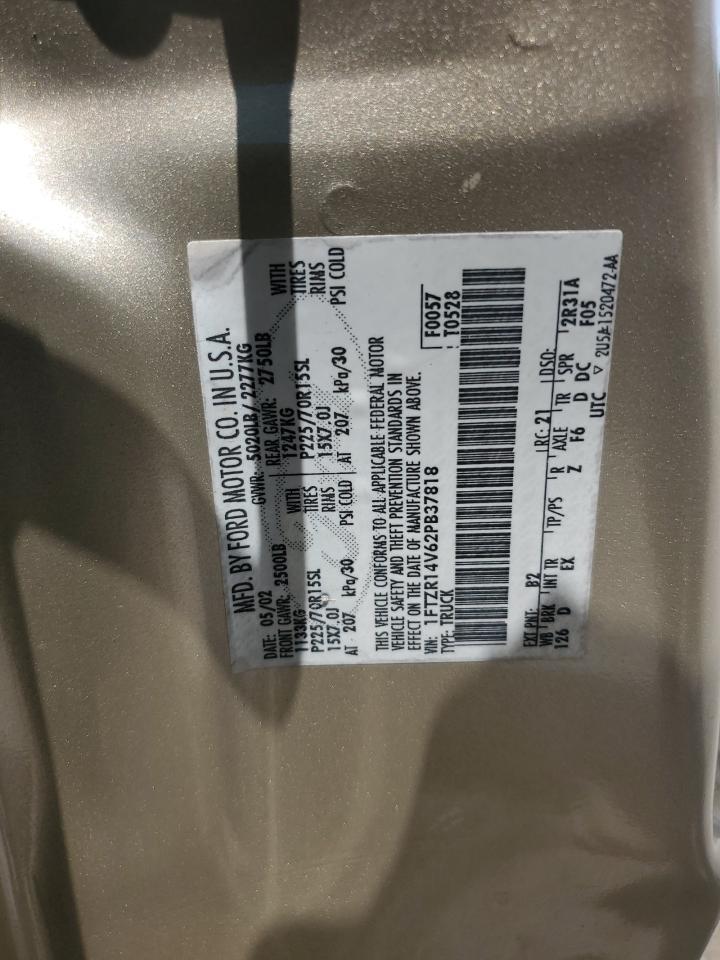 MFD. BY FORD MOTOR CO. IN U.S.A.
DATE: 05/02 GVWR: 5020LB/2277KG
FRONT GAWR: 2500LB REAR GAWR: 2750LB
1133KG WITH 1247KG WITH
P225/70R15SL TIRES P225/70R15SL TIRES
15X7.0J RIMS 15X7.0J RIMS
AT 207 kPa/30 PSI COLD AT 207 kPa/30 PSI COLD
THIS VEHICLE CONFORMS TO ALL APPLICABLE FEDERAL MOTOR
VEHICLE SAFETY AND THEFT PREVENTION STANDARDS IN
EFFECT ON THE DATE OF MANUFACTURE SHOWN ABOVE.
VIN: 1FTZR14V62PB37818 F0057
TYPE: TRUCK T0528
EXT PNT: B2 RC: 21 DSO:
WB BRK INT TR TP/PS R AXLE TR SPR 2R31A
126 D EX Z F6 D DC F05
UTC ▽ 2U5A-1520472-AA